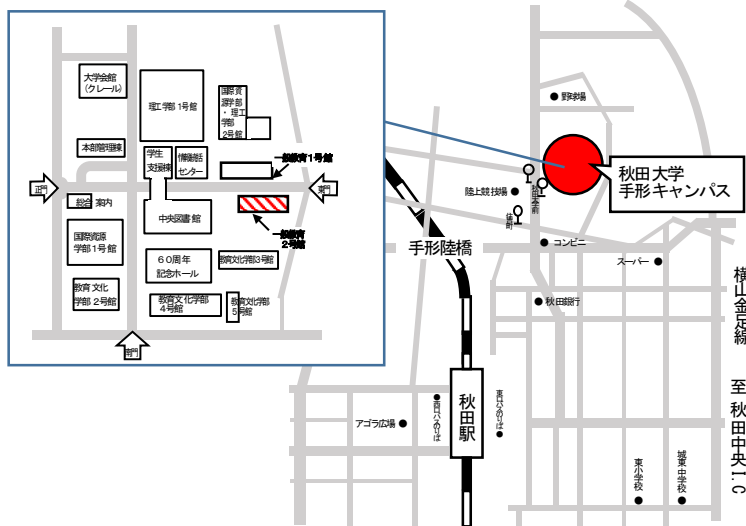 大学会館
(クレール)
理工学部1号館
国際資
源学部
・理工
学部
2号館
本部管理棟
学生
支援棟
情報統括
センター
一般教育1号館
正門
東門
総合案内
中央図書館
一般教育
2号館
国際資源
学部1号館
60周年
記念ホール
教育文化学部3号館
教育文化
学部2号館
教育文化学部
4号館
教育文化学部
5号館
南門
野球場
秋田大学
手形キャンパス
陸上競技場
秋田大学前
手形陸橋
コンビニ
スーパー
秋田銀行
横山金足線
至秋田中央I.C
秋田駅
西口バスのりば
東口バスのりば
アゴラ広場
東小学校
城東中学校